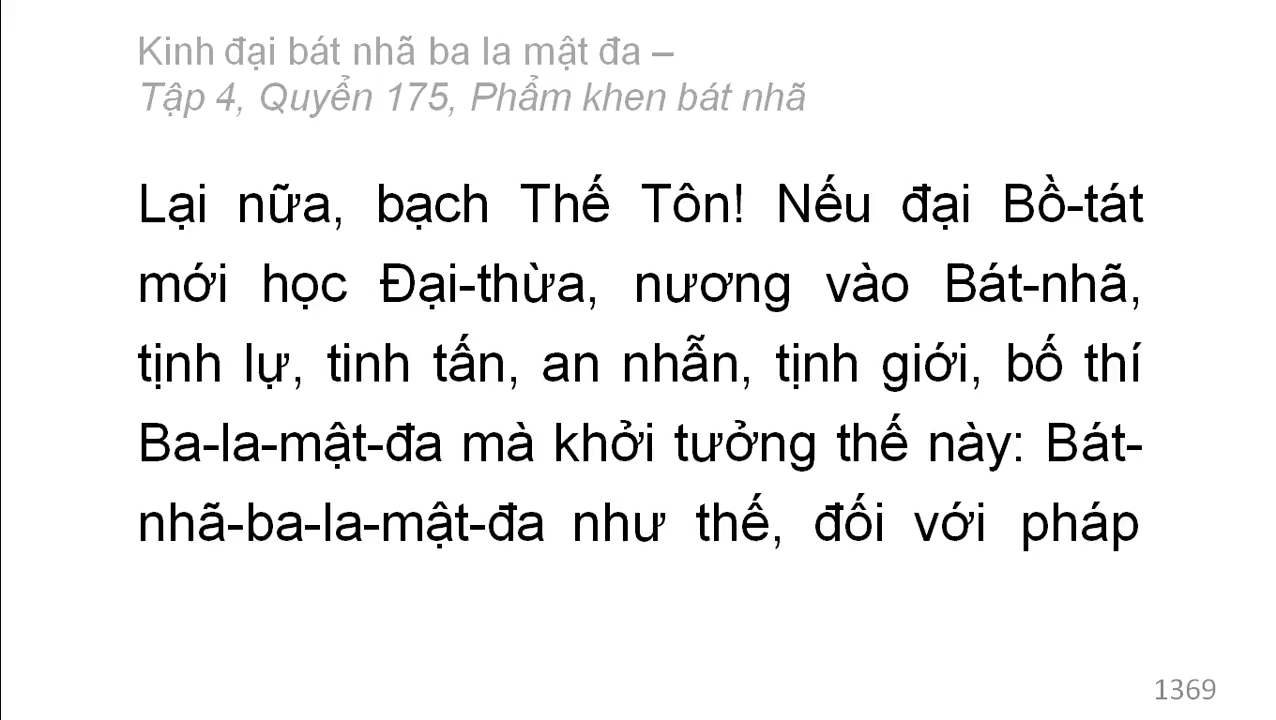 Kinh đại bát nhã ba la mật đa –
Tập 4, Quyển 175, Phẩm khen bát nhã
Lại nữa, bạch Thế Tôn! Nếu đại Bồ-tát
mới học Đại-thừa, nương vào Bát-nhã,
tịnh lự, tinh tấn, an nhẫn, tịnh giới, bố thí
Ba-la-mật-đa mà khởi tưởng thế này: Bát-
nhã-ba-la-mật-đa như thế, đối với pháp
1369